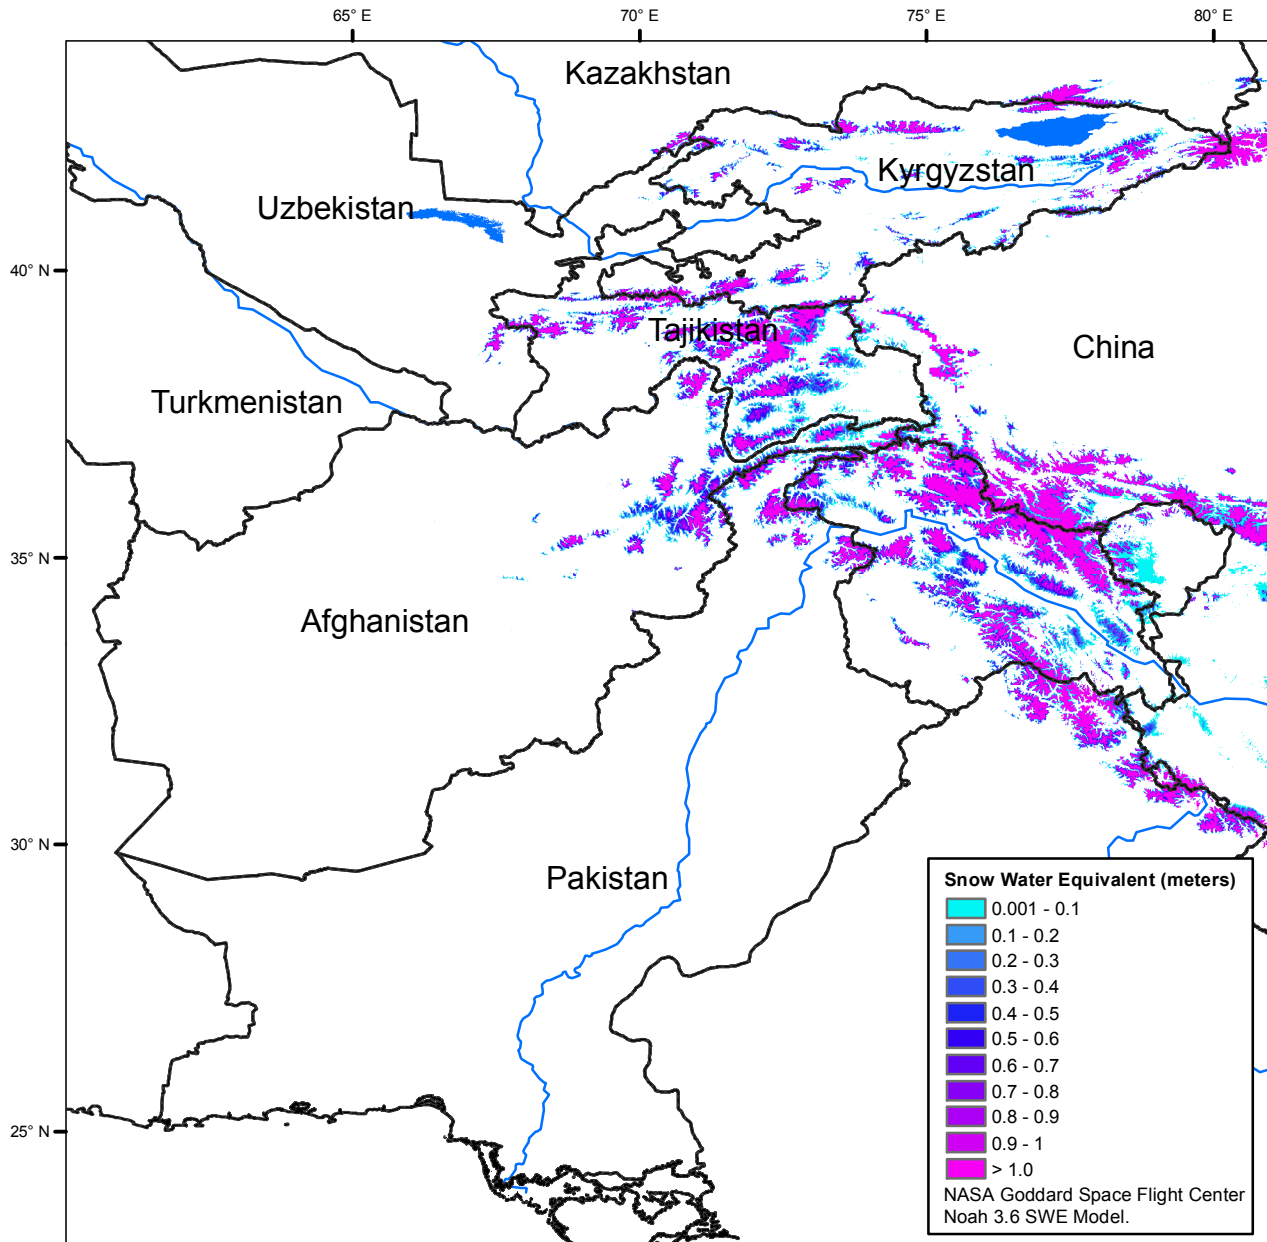 65° E
70° E
75° E
80° E
Kazakhstan
Kyrgyzstan
Uzbekistan
40° N
Tajikistan
China
Turkmenistan
35° N
Afghanistan
30° N
Pakistan
25° N
Snow Water Equivalent (meters)
0.001 - 0.1
0.1 - 0.2
0.2 - 0.3
0.3 - 0.4
0.4 - 0.5
0.5 - 0.6
0.6 - 0.7
0.7 - 0.8
0.8 - 0.9
0.9 - 1
> 1.0
NASA Goddard Space Flight Center
Noah 3.6 SWE Model.